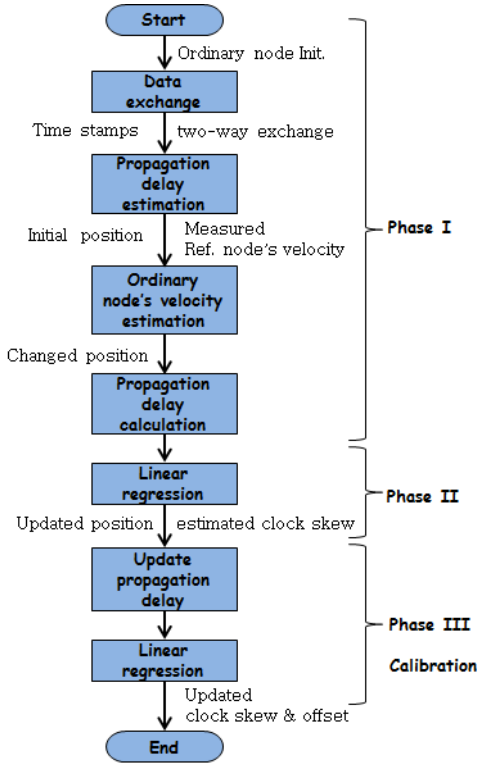 Start
Ordinary node Init.
Data
exchange
Time stamps two-way exchange
Propagation
delay
estimation
Initial position
Measured
Ref. node's velocity
Phase I
Ordinary
node's velocity
estimation
Changed position
Propagation
delay
calculation
Linear
regression
Phase II
Updated position estimated clock skew
Update
propagation
delay
Phase III
Calibration
Linear
regression
Updated
clock skew & offset
End